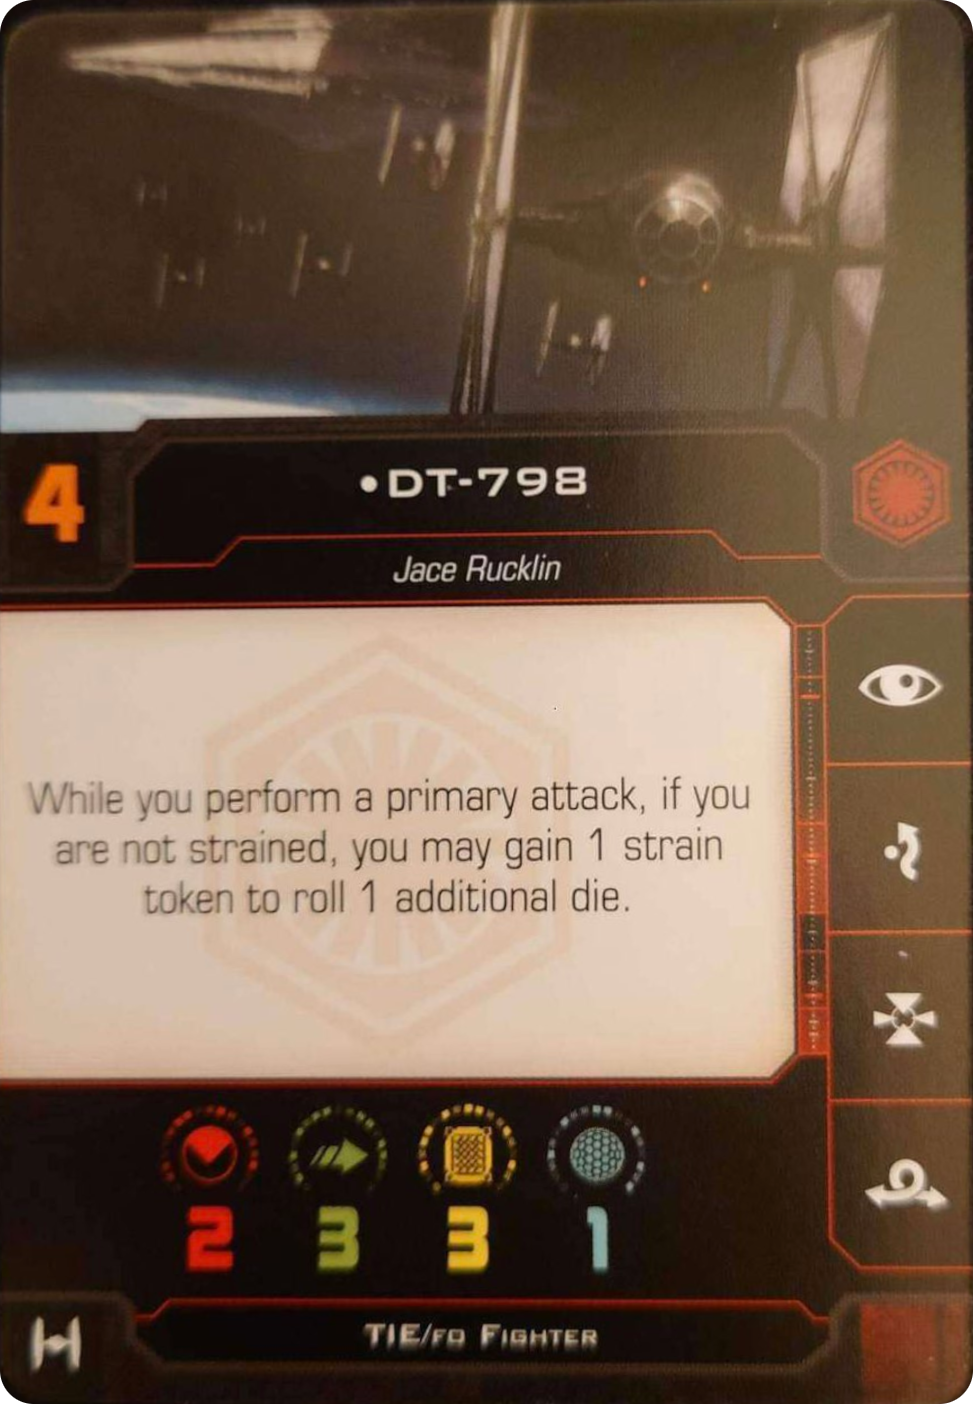 4
•DT-798
Jace Rucklin
While you perform a primary attack, if you
are not strained, you may gain 1 strain
token to roll 1 additional die.
2 3 3 1
TIE/FO FIGHTER